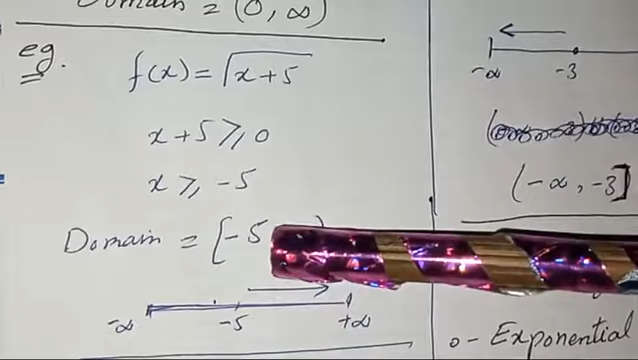 Domain = (0, ∞)
eg.
f(x) = √x+5
x+5 ≥ 0
x ≥ -5
Domain = [-5
-∞ -5 +∞
-∞ -3
(-∞, -3]
o- Exponential